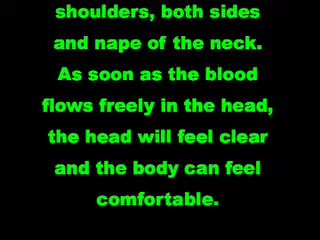 shoulders, both sides
and nape of the neck.
As soon as the blood
flows freely in the head,
the head will feel clear
and the body can feel
comfortable.